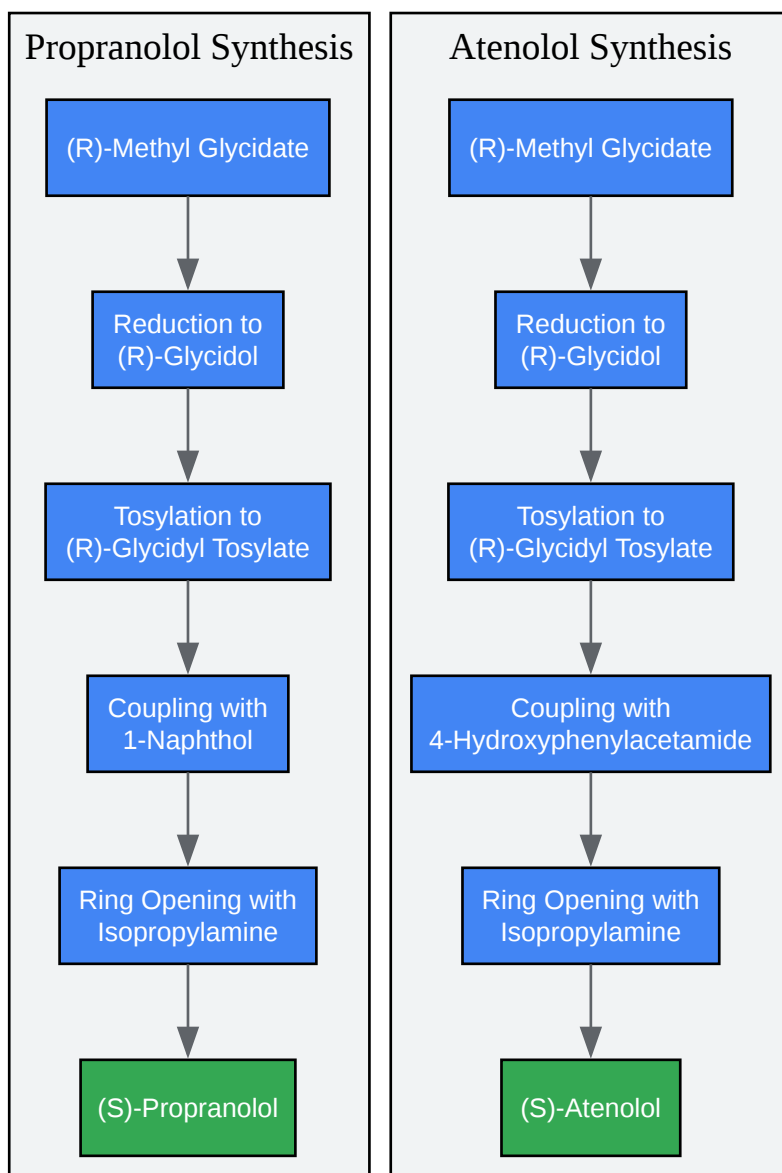 Propranolol Synthesis
(R)-Methyl Glycidate
Reduction to
(R)-Glycidol
Tosylation to
(R)-Glycidyl Tosylate
Coupling with
1-Naphthol
Ring Opening with
Isopropylamine
(S)-Propranolol
Atenolol Synthesis
(R)-Methyl Glycidate
Reduction to
(R)-Glycidol
Tosylation to
(R)-Glycidyl Tosylate
Coupling with
4-Hydroxyphenylacetamide
Ring Opening with
Isopropylamine
(S)-Atenolol